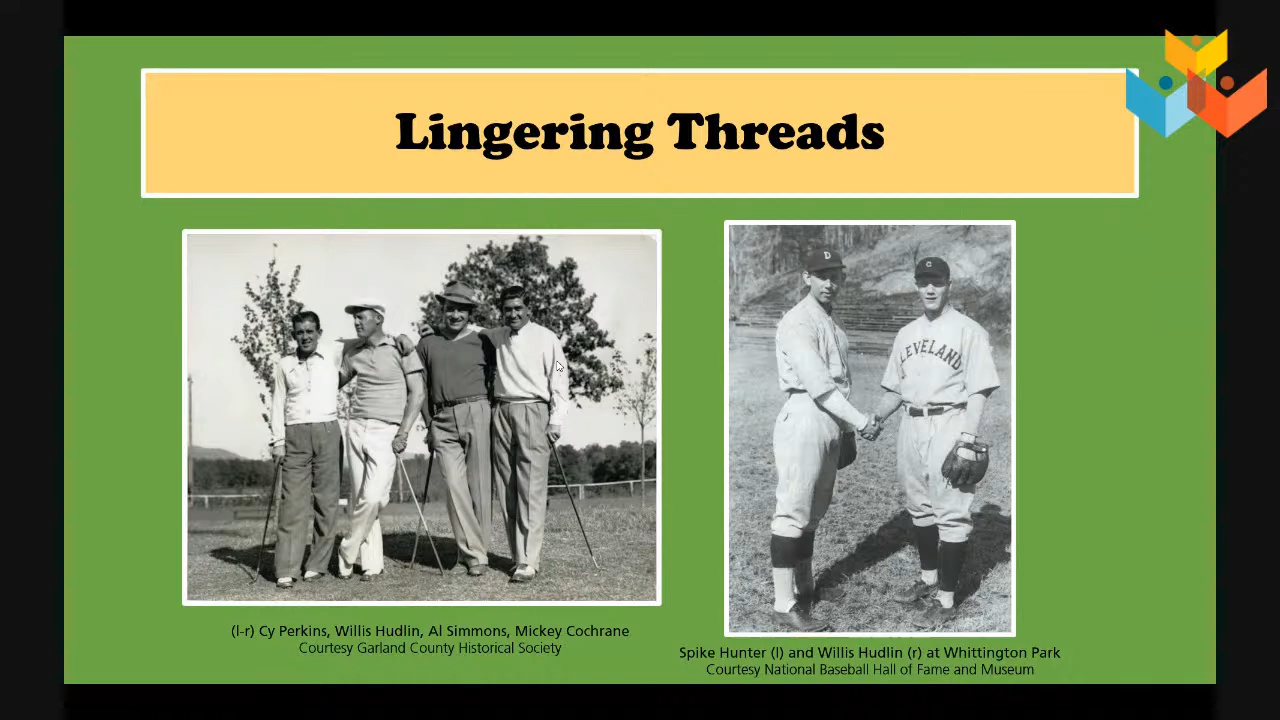 Lingering Threads
D
C
CLEVELAND
(l-r) Cy Perkins, Willis Hudlin, Al Simmons, Mickey Cochrane
Courtesy Garland County Historical Society
Spike Hunter (l) and Willis Hudlin (r) at Whittington Park
Courtesy National Baseball Hall of Fame and Museum